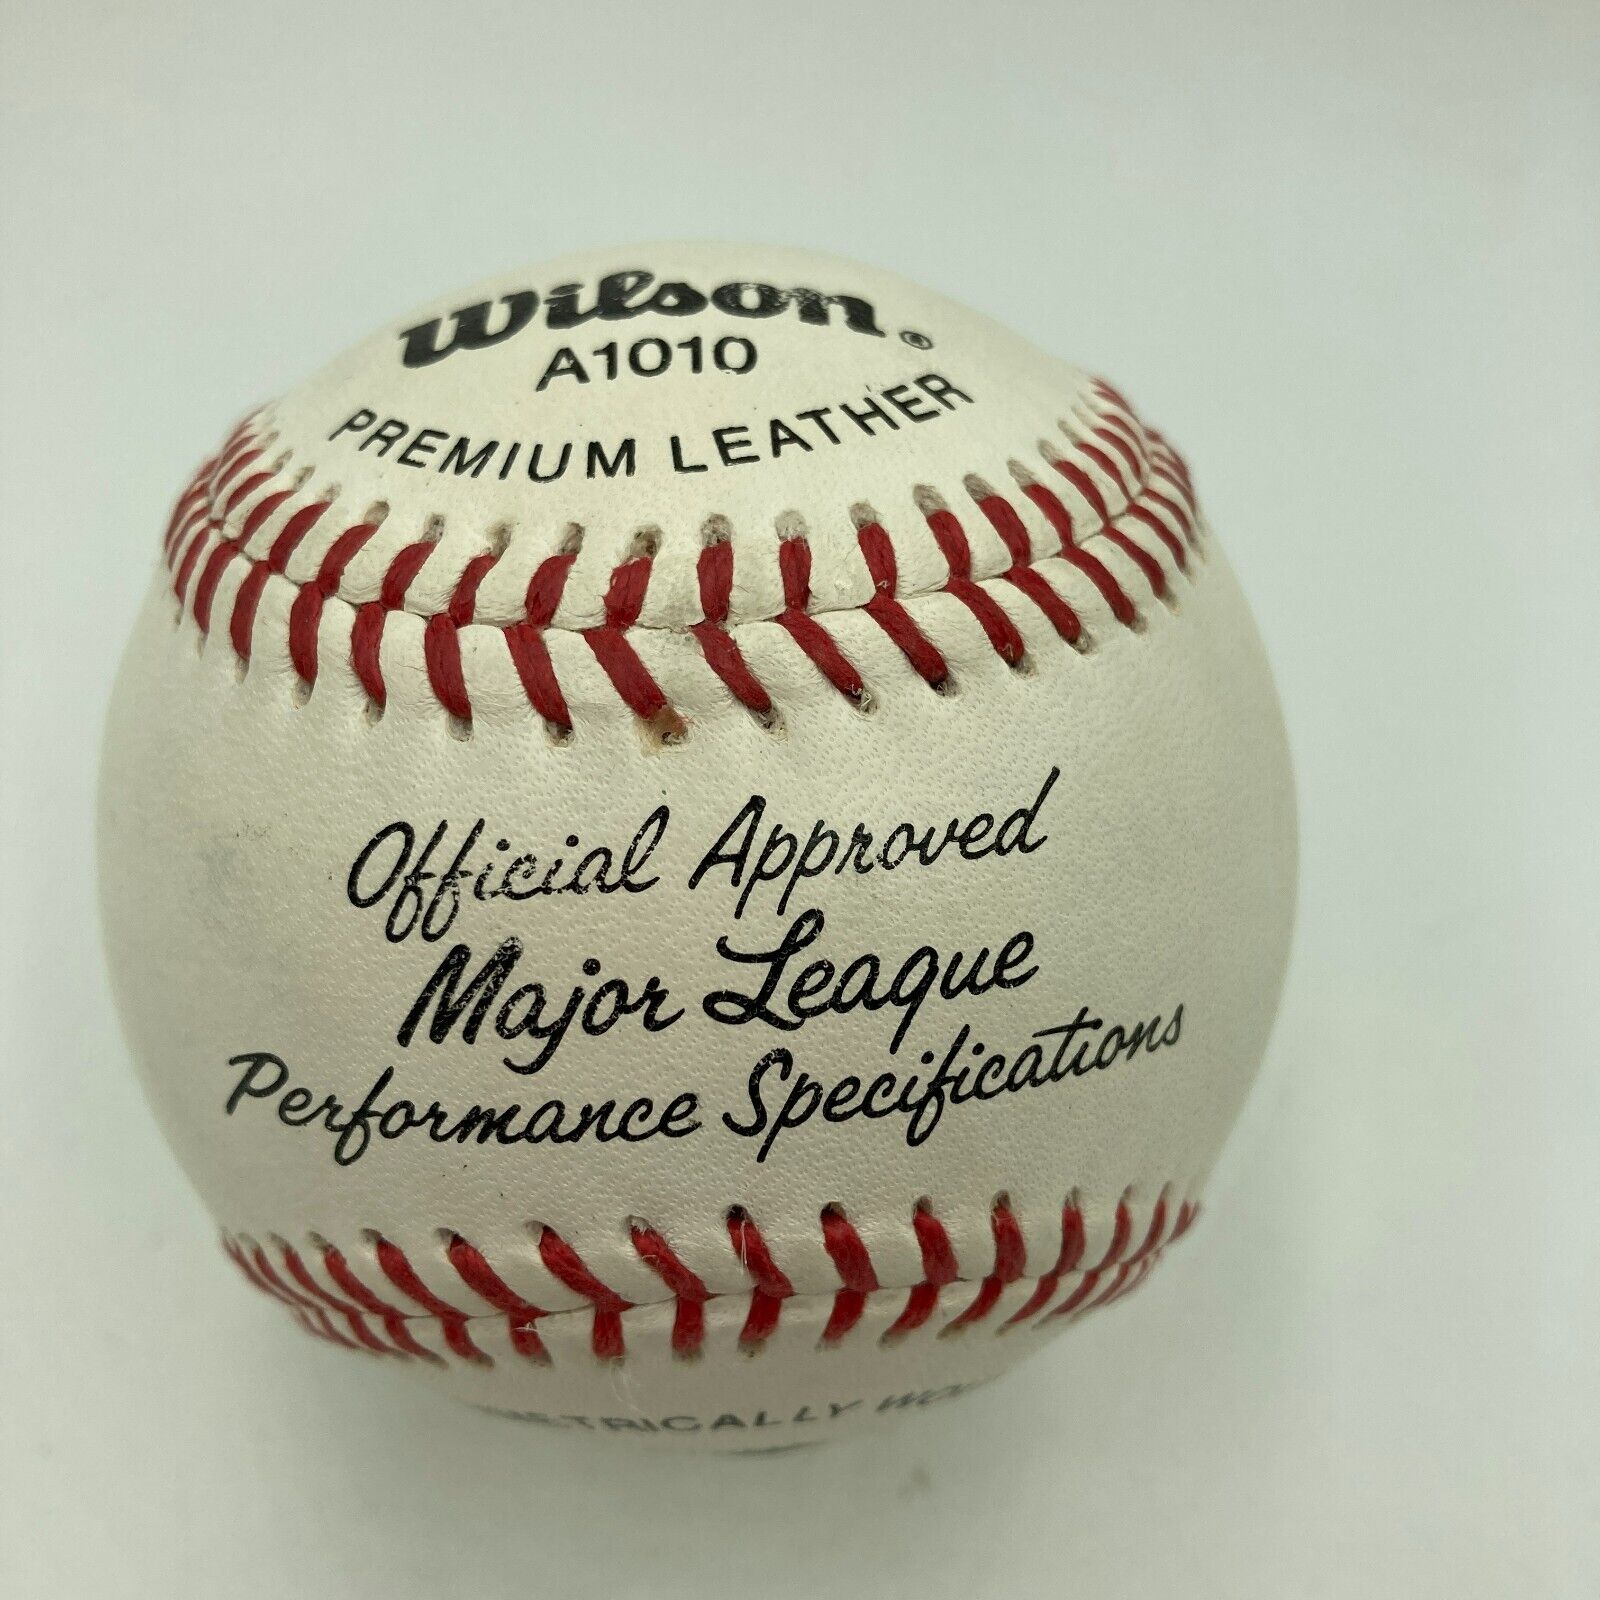 Wilson®
A1010
PREMIUM LEATHER
Official Approved
Major League
Performance Specifications